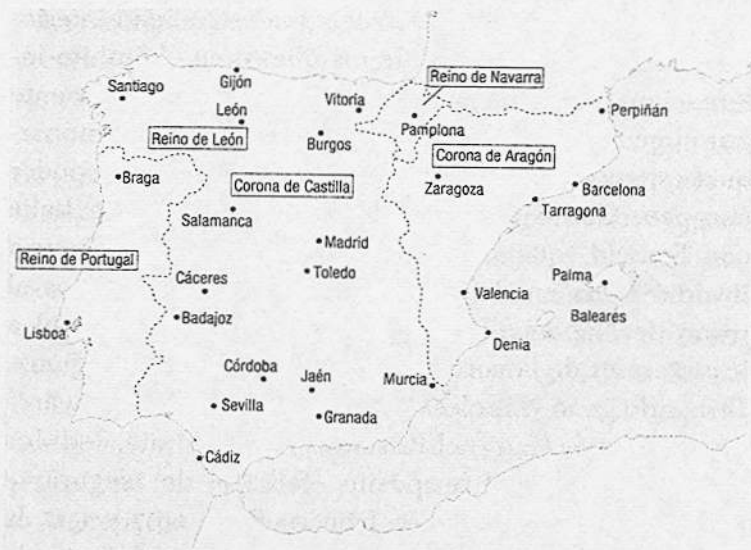 Reino de Navarra
Gijón
Santiago
Vitoria
León
Perpiñán
Pamplona
Reino de León
Burgos
Corona de Aragón
Braga
Corona de Castilla
Zaragoza
Barcelona
Tarragona
Salamanca
Madrid
Reino de Portugal
Toledo
Cáceres
Palma
Valencia
Badajoz
Baleares
Lisboa
Denia
Córdoba
Jaén
Murcia
Sevilla
Granada
Cádiz